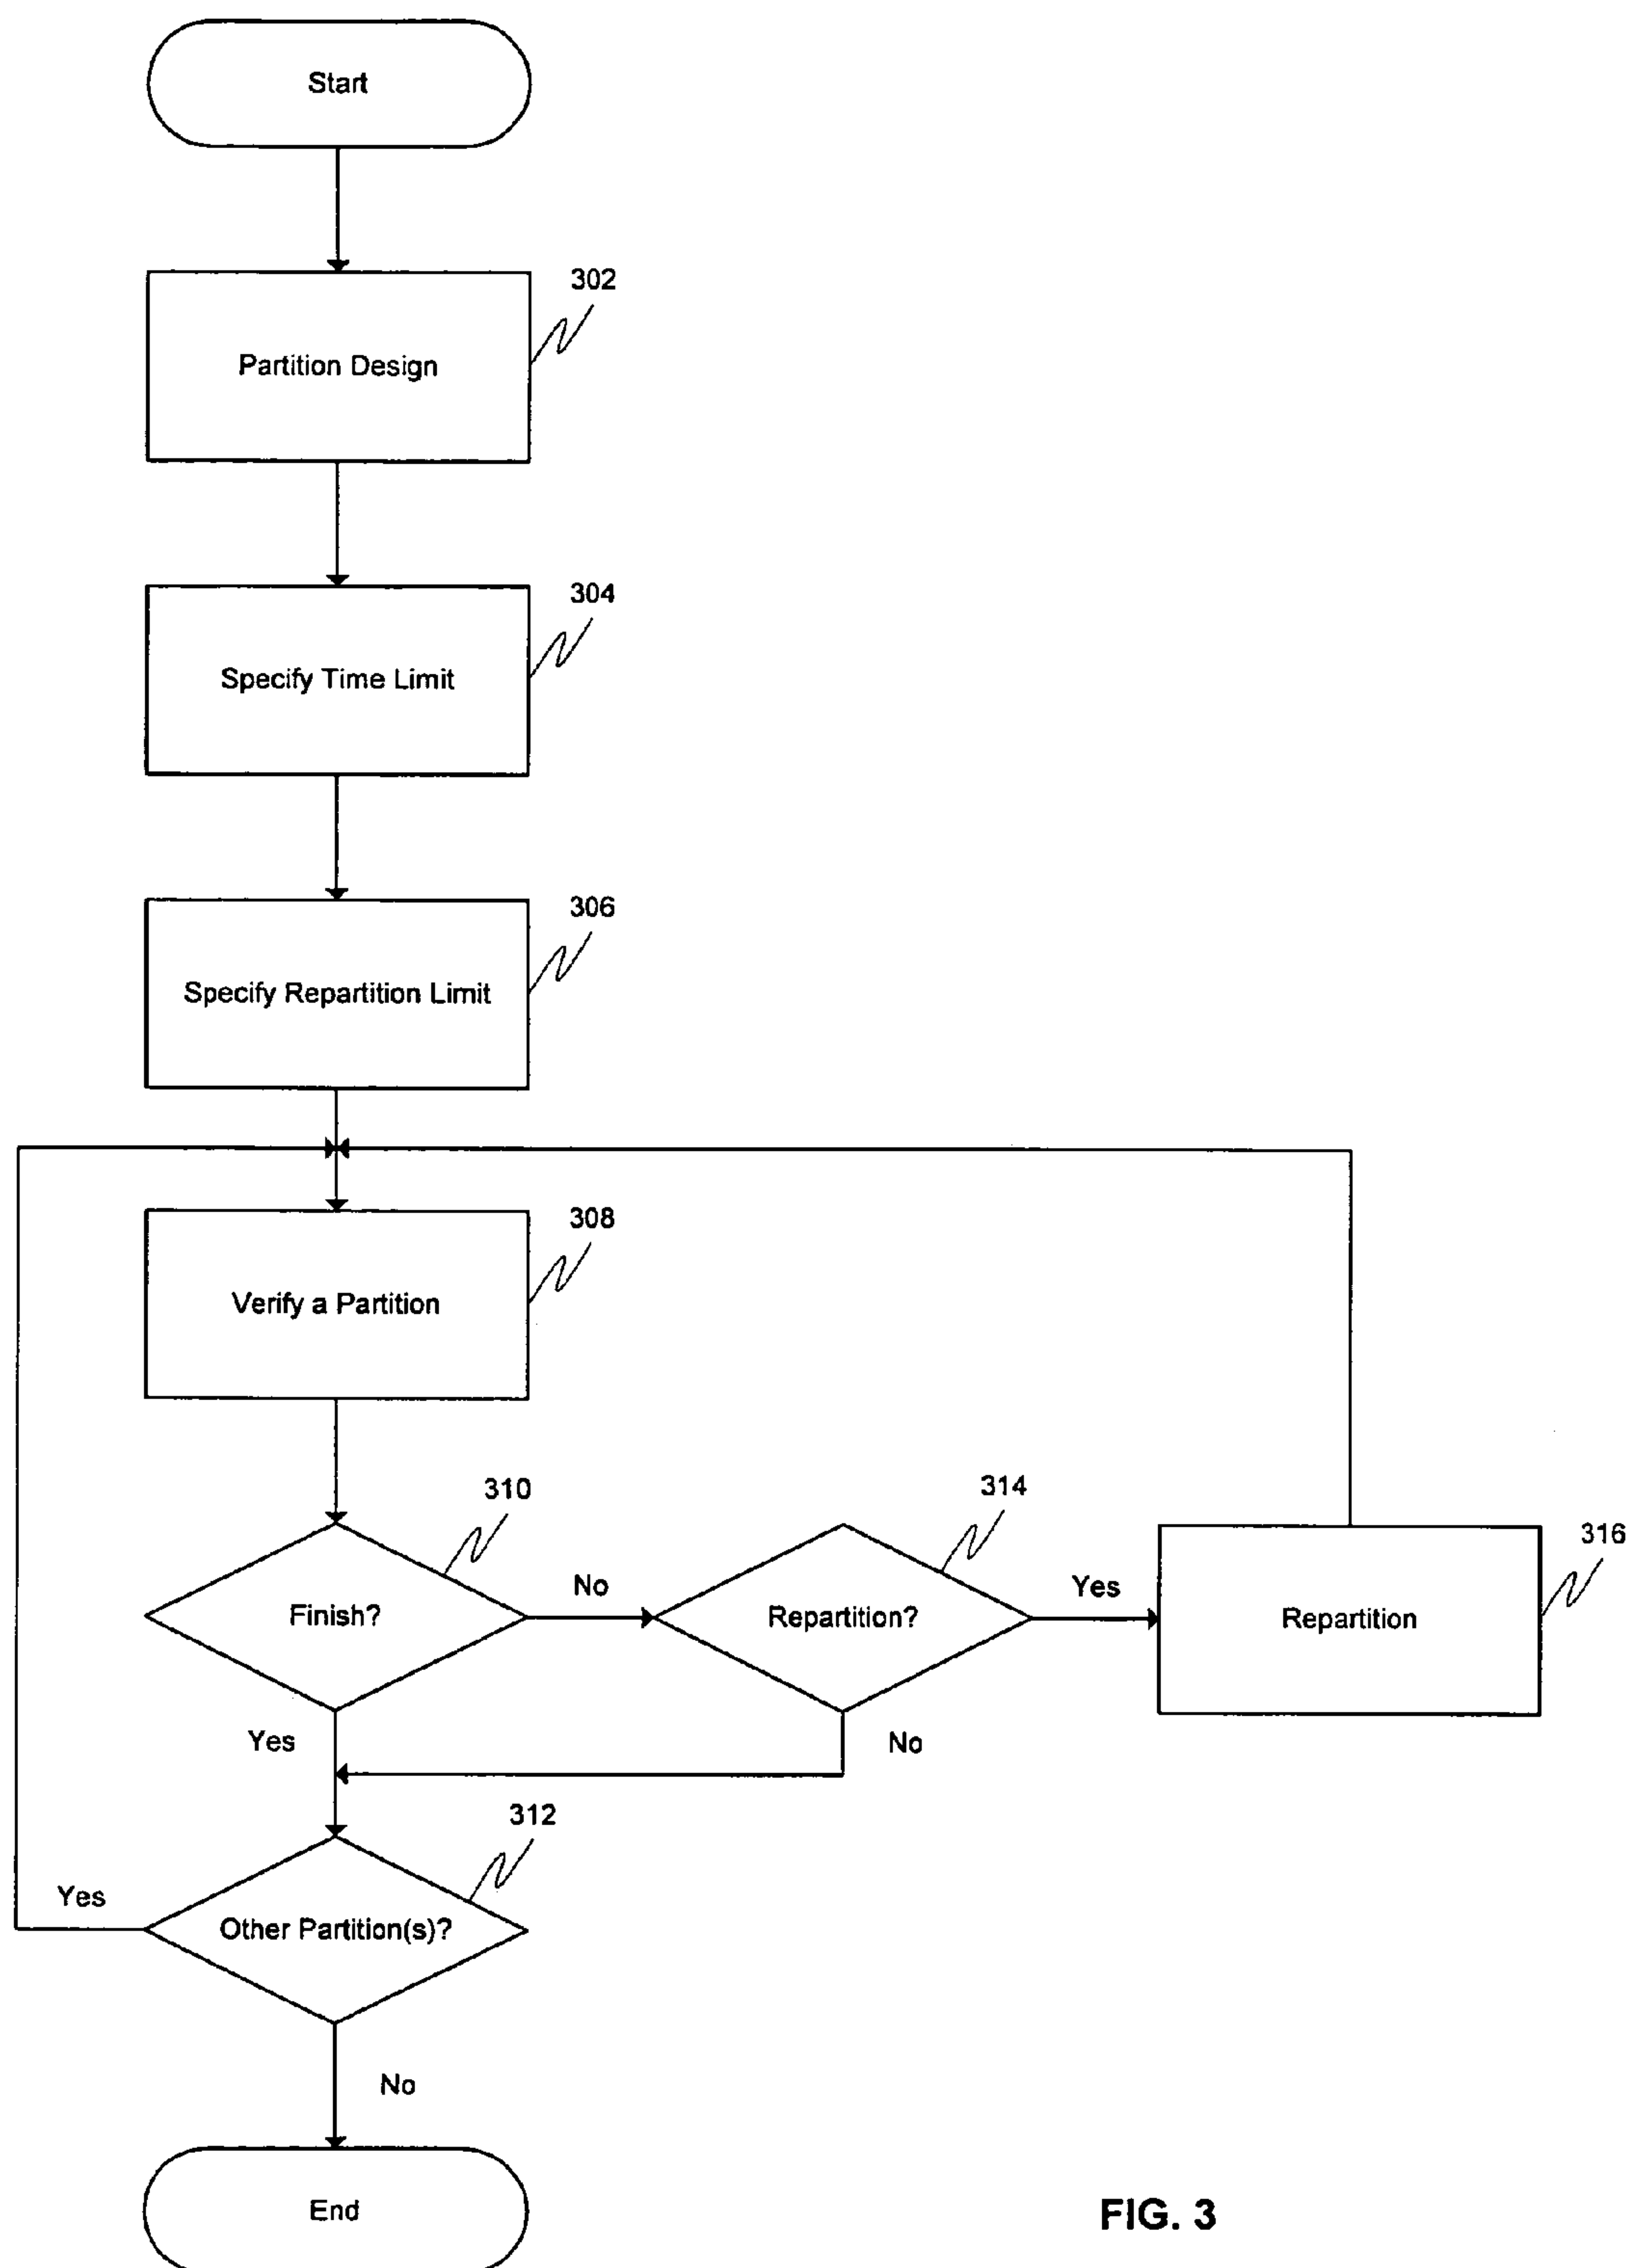 Start
302
Partition Design
304
Specify Time Limit
306
Specify Repartition Limit
308
Verify a Partition
310
314
316
Finish?
No
Repartition?
Yes
Repartition
Yes
No
312
Yes
Other Partition(s)?
No
End
FIG. 3